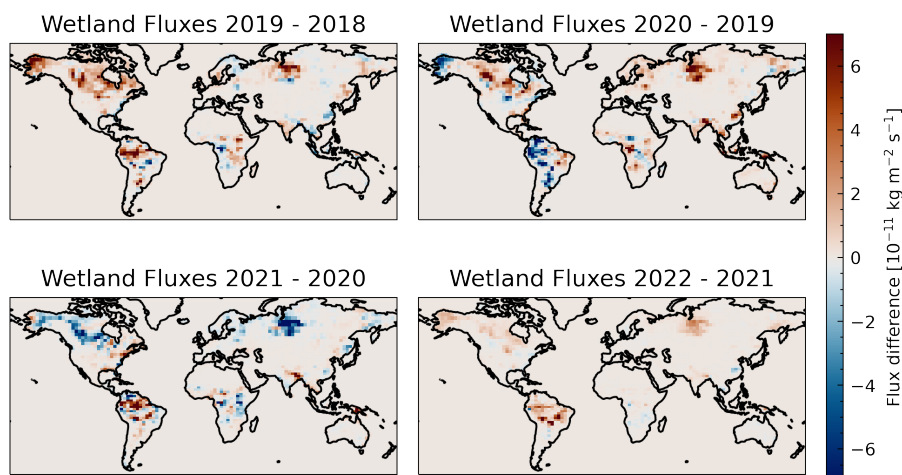 Wetland Fluxes 2019 - 2018
Wetland Fluxes 2020 - 2019
Wetland Fluxes 2021 - 2020
Wetland Fluxes 2022 - 2021
6
4
2
0
−2
−4
−6
Flux difference [10⁻¹¹ kg m⁻² s⁻¹]